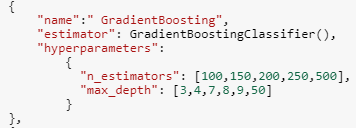 {
"name":" GradientBoosting",
"estimator": GradientBoostingClassifier(),
"hyperparameters":
{
"n_estimators": [100,150,200,250,500],
"max_depth": [3,4,7,8,9,50]
}
},